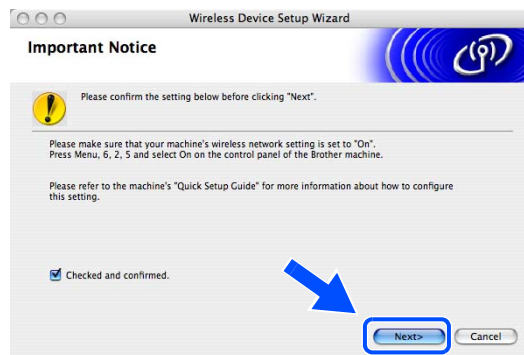 Wireless Device Setup Wizard
Important Notice
Please confirm the setting below before clicking "Next".
Please make sure that your machine's wireless network setting is set to "On".
Press Menu, 6, 2, 5 and select On on the control panel of the Brother machine.
Please refer to the machine's "Quick Setup Guide" for more information about how to configure
this setting.
Checked and confirmed.
Next>
Cancel